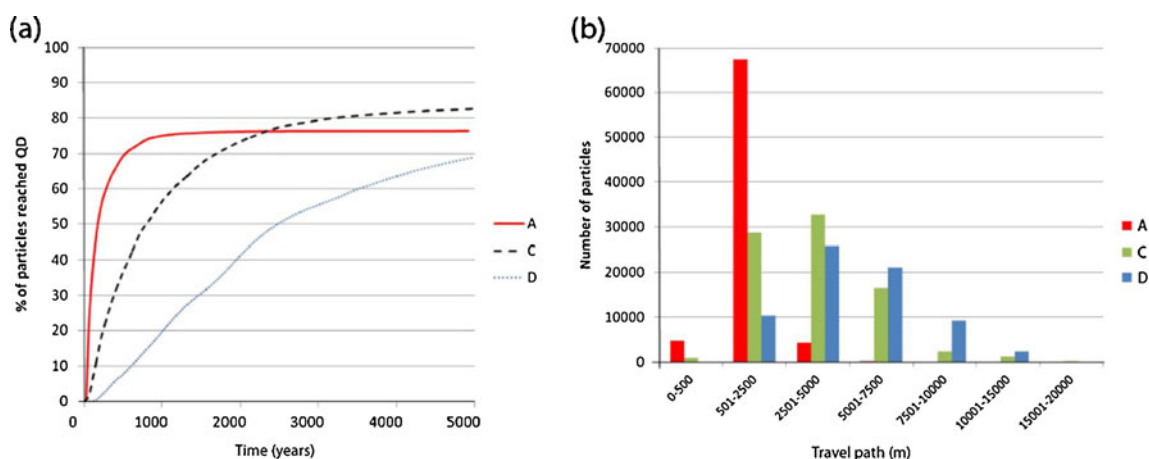 (a)
100
90
80
70
60
50
40
30
20
10
0
% of particles reached QD
0 1000 2000 3000 4000 5000
Time (years)
A
C
D
(b)
70000
60000
50000
40000
30000
20000
10000
0
Number of particles
0-500 501-2500 2501-5000 5001-7500 7501-10000 10001-15000 15001-20000
Travel path (m)
A
C
D